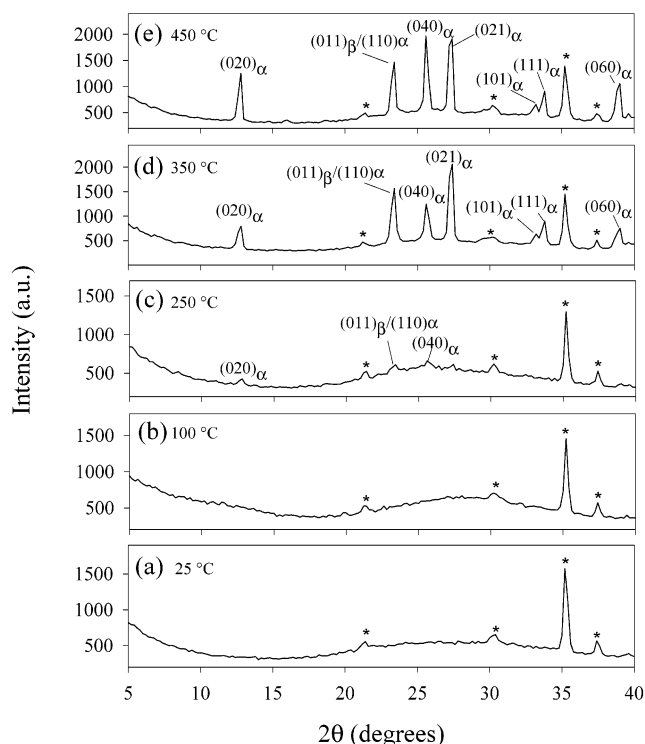 (e) 450 °C
(020)α
(011)β/(110)α
(040)α
(021)α
(101)α
(111)α
(060)α
* * * *
2000
1500
1000
500
(d) 350 °C
(020)α
(011)β/(110)α
(040)α
(021)α
(101)α
(111)α
(060)α
* * * *
2000
1500
1000
500
(c) 250 °C
(020)α
(011)β/(110)α
(040)α
* * * *
1500
1000
500
(b) 100 °C
* * * *
1500
1000
500
(a) 25 °C
* * * *
1500
1000
500
5 10 15 20 25 30 35 40
2θ (degrees)
Intensity (a.u.)